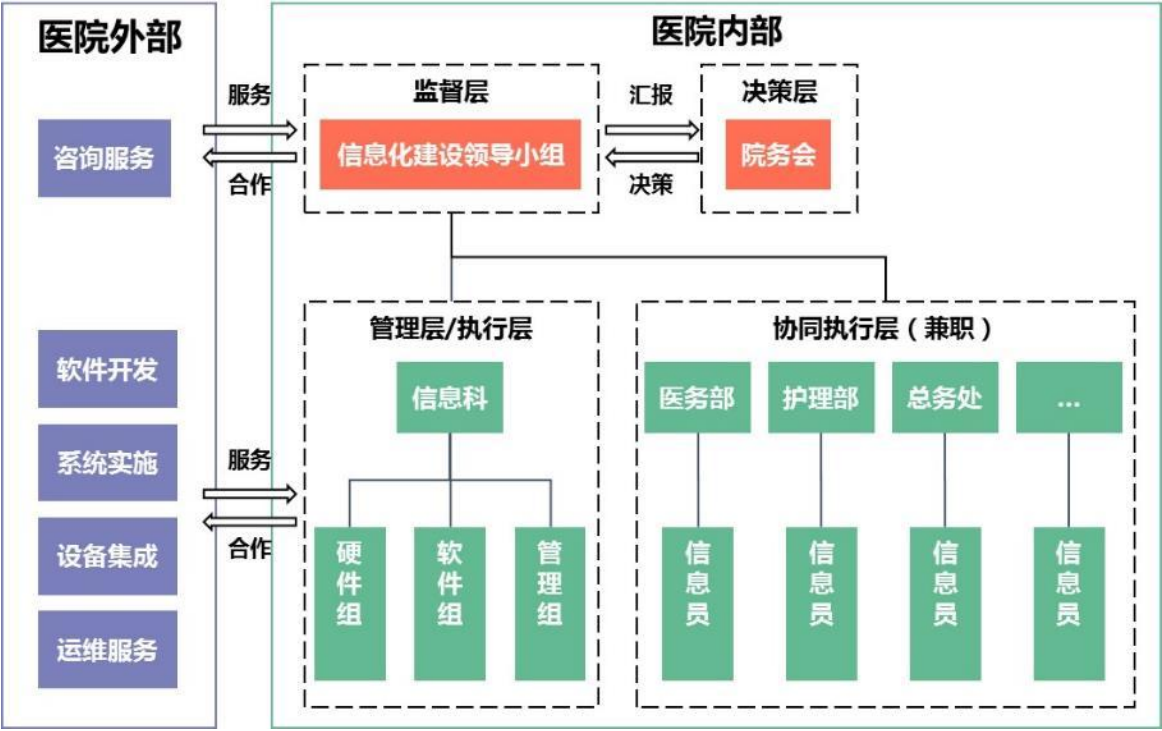 医院外部
咨询服务
软件开发
系统实施
设备集成
运维服务
服务
合作
服务
合作
医院内部
监督层
信息化建设领导小组
汇报
决策
决策层
院务会
管理层/执行层
信息科
硬件组
软件组
管理组
协同执行层（兼职）
医务部
护理部
总务处
...
信息员
信息员
信息员
信息员